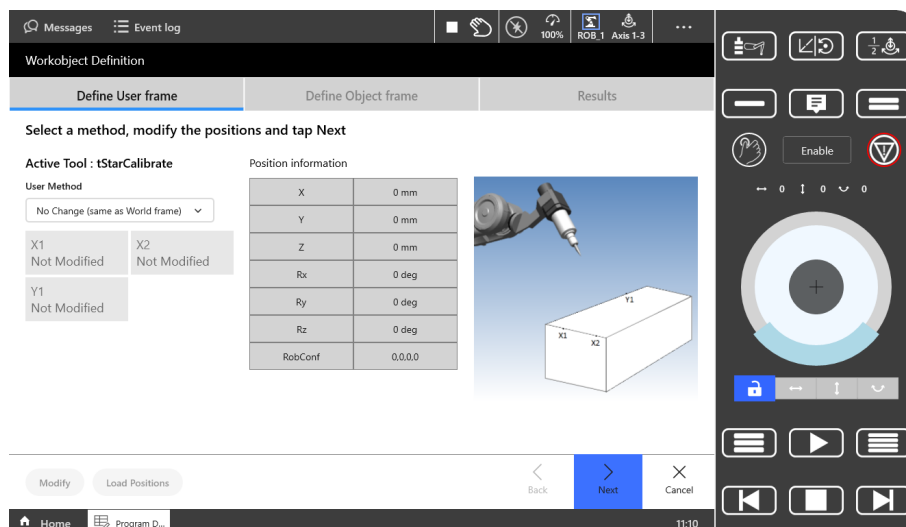 Messages Event log
100% ROB_1 Axis 1-3 ...
1 2
Workobject Definition
Define User frame Define Object frame Results
Select a method, modify the positions and tap Next
Active Tool : tStarCalibrate
User Method
No Change (same as World frame)
X1
Not Modified
X2
Not Modified
Y1
Not Modified
Position information
X 0 mm
Y 0 mm
Z 0 mm
Rx 0 deg
Ry 0 deg
Rz 0 deg
RobConf 0,0,0,0
Y1
X1
X2
Enable
0 0 0
Modify Load Positions Back Next Cancel
Home Program D... 11:10